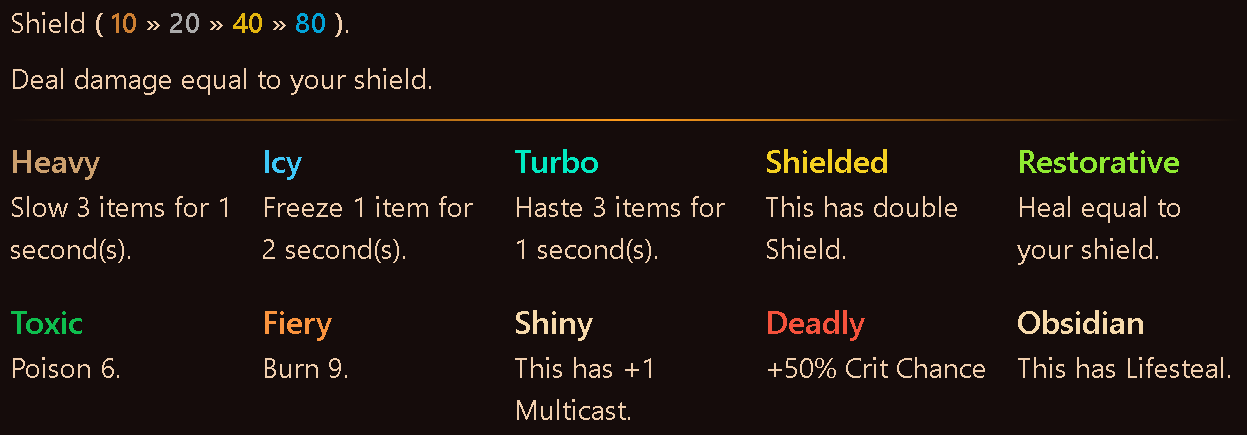 Shield ( 10 » 20 » 40 » 80 ).
Deal damage equal to your shield.
Heavy
Slow 3 items for 1
second(s).
Icy
Freeze 1 item for
2 second(s).
Turbo
Haste 3 items for
1 second(s).
Shielded
This has double
Shield.
Restorative
Heal equal to
your shield.
Toxic
Poison 6.
Fiery
Burn 9.
Shiny
This has +1
Multicast.
Deadly
+50% Crit Chance
Obsidian
This has Lifesteal.